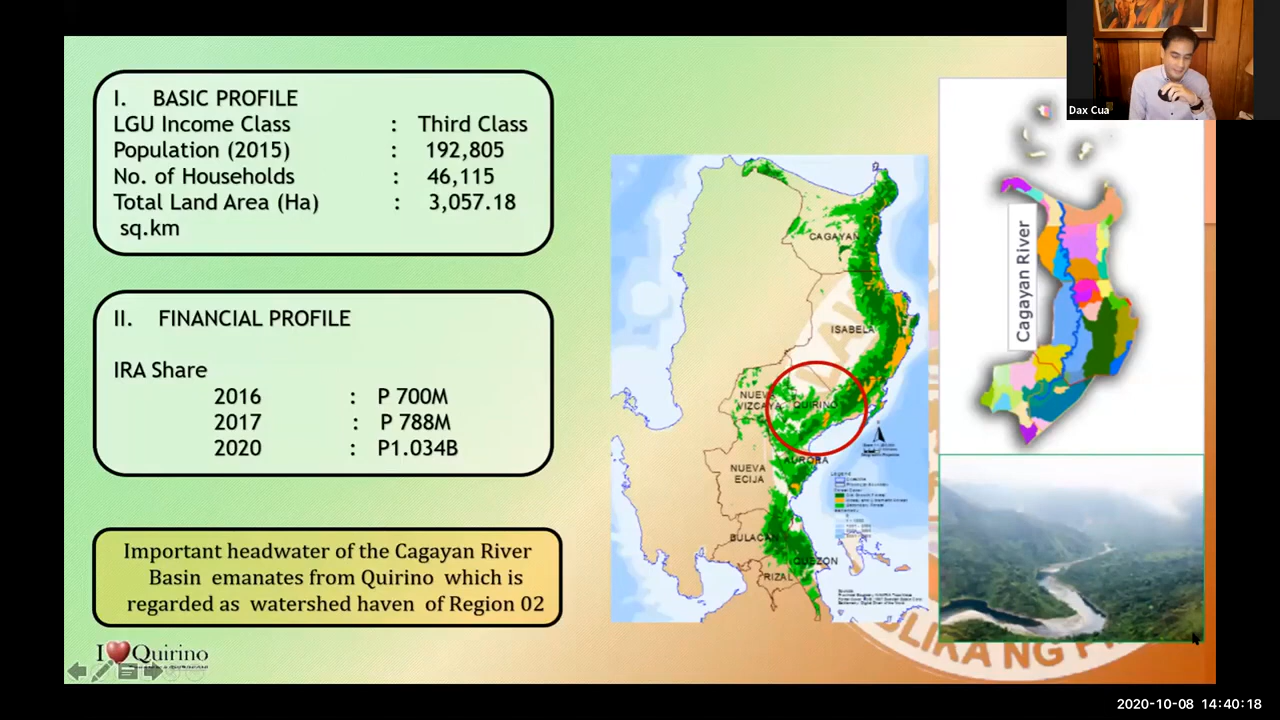 I. BASIC PROFILE
LGU Income Class : Third Class
Population (2015) : 192,805
No. of Households : 46,115
Total Land Area (Ha) : 3,057.18
sq.km
II. FINANCIAL PROFILE
IRA Share
2016 : P 700M
2017 : P 788M
2020 : P1.034B
Important headwater of the Cagayan River
Basin emanates from Quirino which is
regarded as watershed haven of Region 02
I Quirino
CAGAYAN
ISABELA
NUEVA
VIZCAYA
QUIRINO
AURORA
NUEVA
ECIJA
BULACAN
QUEZON
RIZAL
Cagayan River
Dax Cua
2020-10-08 14:40:18